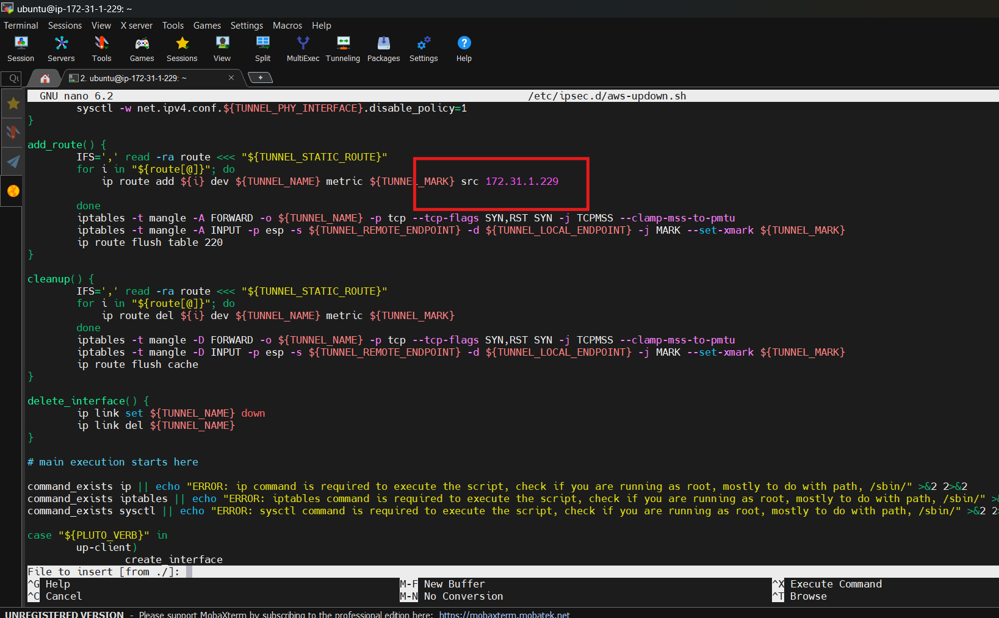 ubuntu@ip-172-31-1-229: ~
Terminal Sessions View X server Tools Games Settings Macros Help
Session Servers Tools Games Sessions View Split MultiExec Tunneling Packages Settings Help
2. ubuntu@ip-172-31-1-229: ~
GNU nano 6.2 /etc/ipsec.d/aws-updown.sh
sysctl -w net.ipv4.conf.${TUNNEL_PHY_INTERFACE}.disable_policy=1
}
add_route() {
IFS=',' read -ra route <<< "${TUNNEL_STATIC_ROUTE}"
for i in "${route[@]}"; do
ip route add ${i} dev ${TUNNEL_NAME} metric ${TUNNEL_MARK} src 172.31.1.229
done
iptables -t mangle -A FORWARD -o ${TUNNEL_NAME} -p tcp --tcp-flags SYN,RST SYN -j TCPMSS --clamp-mss-to-pmtu
iptables -t mangle -A INPUT -p esp -s ${TUNNEL_REMOTE_ENDPOINT} -d ${TUNNEL_LOCAL_ENDPOINT} -j MARK --set-xmark ${TUNNEL_MARK}
ip route flush table 220
}
cleanup() {
IFS=',' read -ra route <<< "${TUNNEL_STATIC_ROUTE}"
for i in "${route[@]}"; do
ip route del ${i} dev ${TUNNEL_NAME} metric ${TUNNEL_MARK}
done
iptables -t mangle -D FORWARD -o ${TUNNEL_NAME} -p tcp --tcp-flags SYN,RST SYN -j TCPMSS --clamp-mss-to-pmtu
iptables -t mangle -D INPUT -p esp -s ${TUNNEL_REMOTE_ENDPOINT} -d ${TUNNEL_LOCAL_ENDPOINT} -j MARK --set-xmark ${TUNNEL_MARK}
ip route flush cache
}
delete_interface() {
ip link set ${TUNNEL_NAME} down
ip link del ${TUNNEL_NAME}
}
# main execution starts here
command_exists ip || echo "ERROR: ip command is required to execute the script, check if you are running as root, mostly to do with path, /sbin/" >&2 2>&2
command_exists iptables || echo "ERROR: iptables command is required to execute the script, check if you are running as root, mostly to do with path, /sbin/" >
command_exists sysctl || echo "ERROR: sysctl command is required to execute the script, check if you are running as root, mostly to do with path, /sbin/" >&2 2
case "${PLUTO_VERB}" in
up-client)
create_interface
File to insert [from ./]:
^G Help M-F New Buffer ^X Execute Command
^C Cancel M-N No Conversion ^T Browse
UNREGISTERED VERSION - Please support MobaXterm by subscribing to the professional edition here: https://mobaxterm.mobatek.net